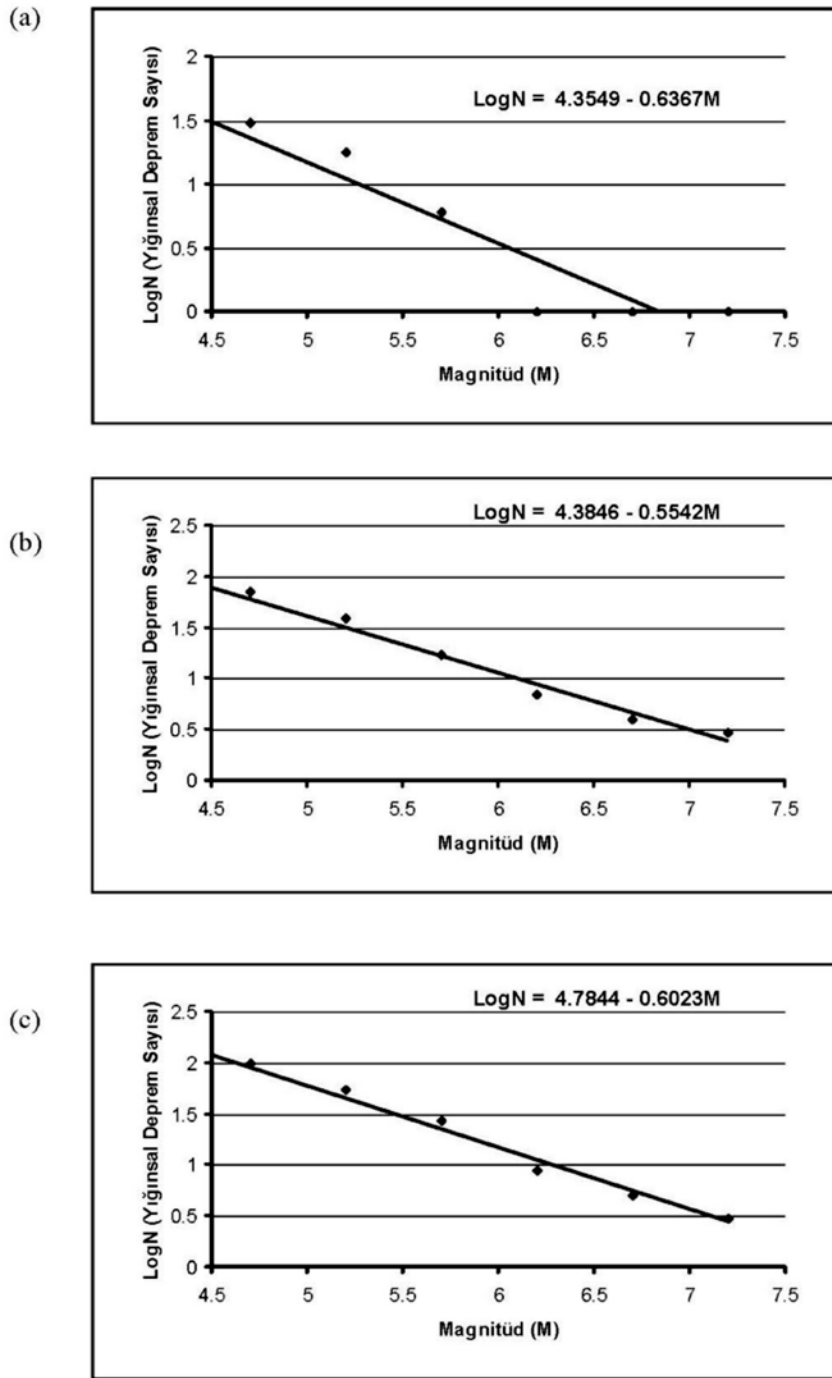 (a)
LogN = 4.3549 - 0.6367M
LogN (Yığınsal Deprem Sayısı)
2
1.5
1
0.5
0
4.5 5 5.5 6 6.5 7 7.5
Magnitüd (M)
(b)
LogN = 4.3846 - 0.5542M
LogN (Yığınsal Deprem Sayısı)
2.5
2
1.5
1
0.5
0
4.5 5 5.5 6 6.5 7 7.5
Magnitüd (M)
(c)
LogN = 4.7844 - 0.6023M
LogN (Yığınsal Deprem Sayısı)
2.5
2
1.5
1
0.5
0
4.5 5 5.5 6 6.5 7 7.5
Magnitüd (M)